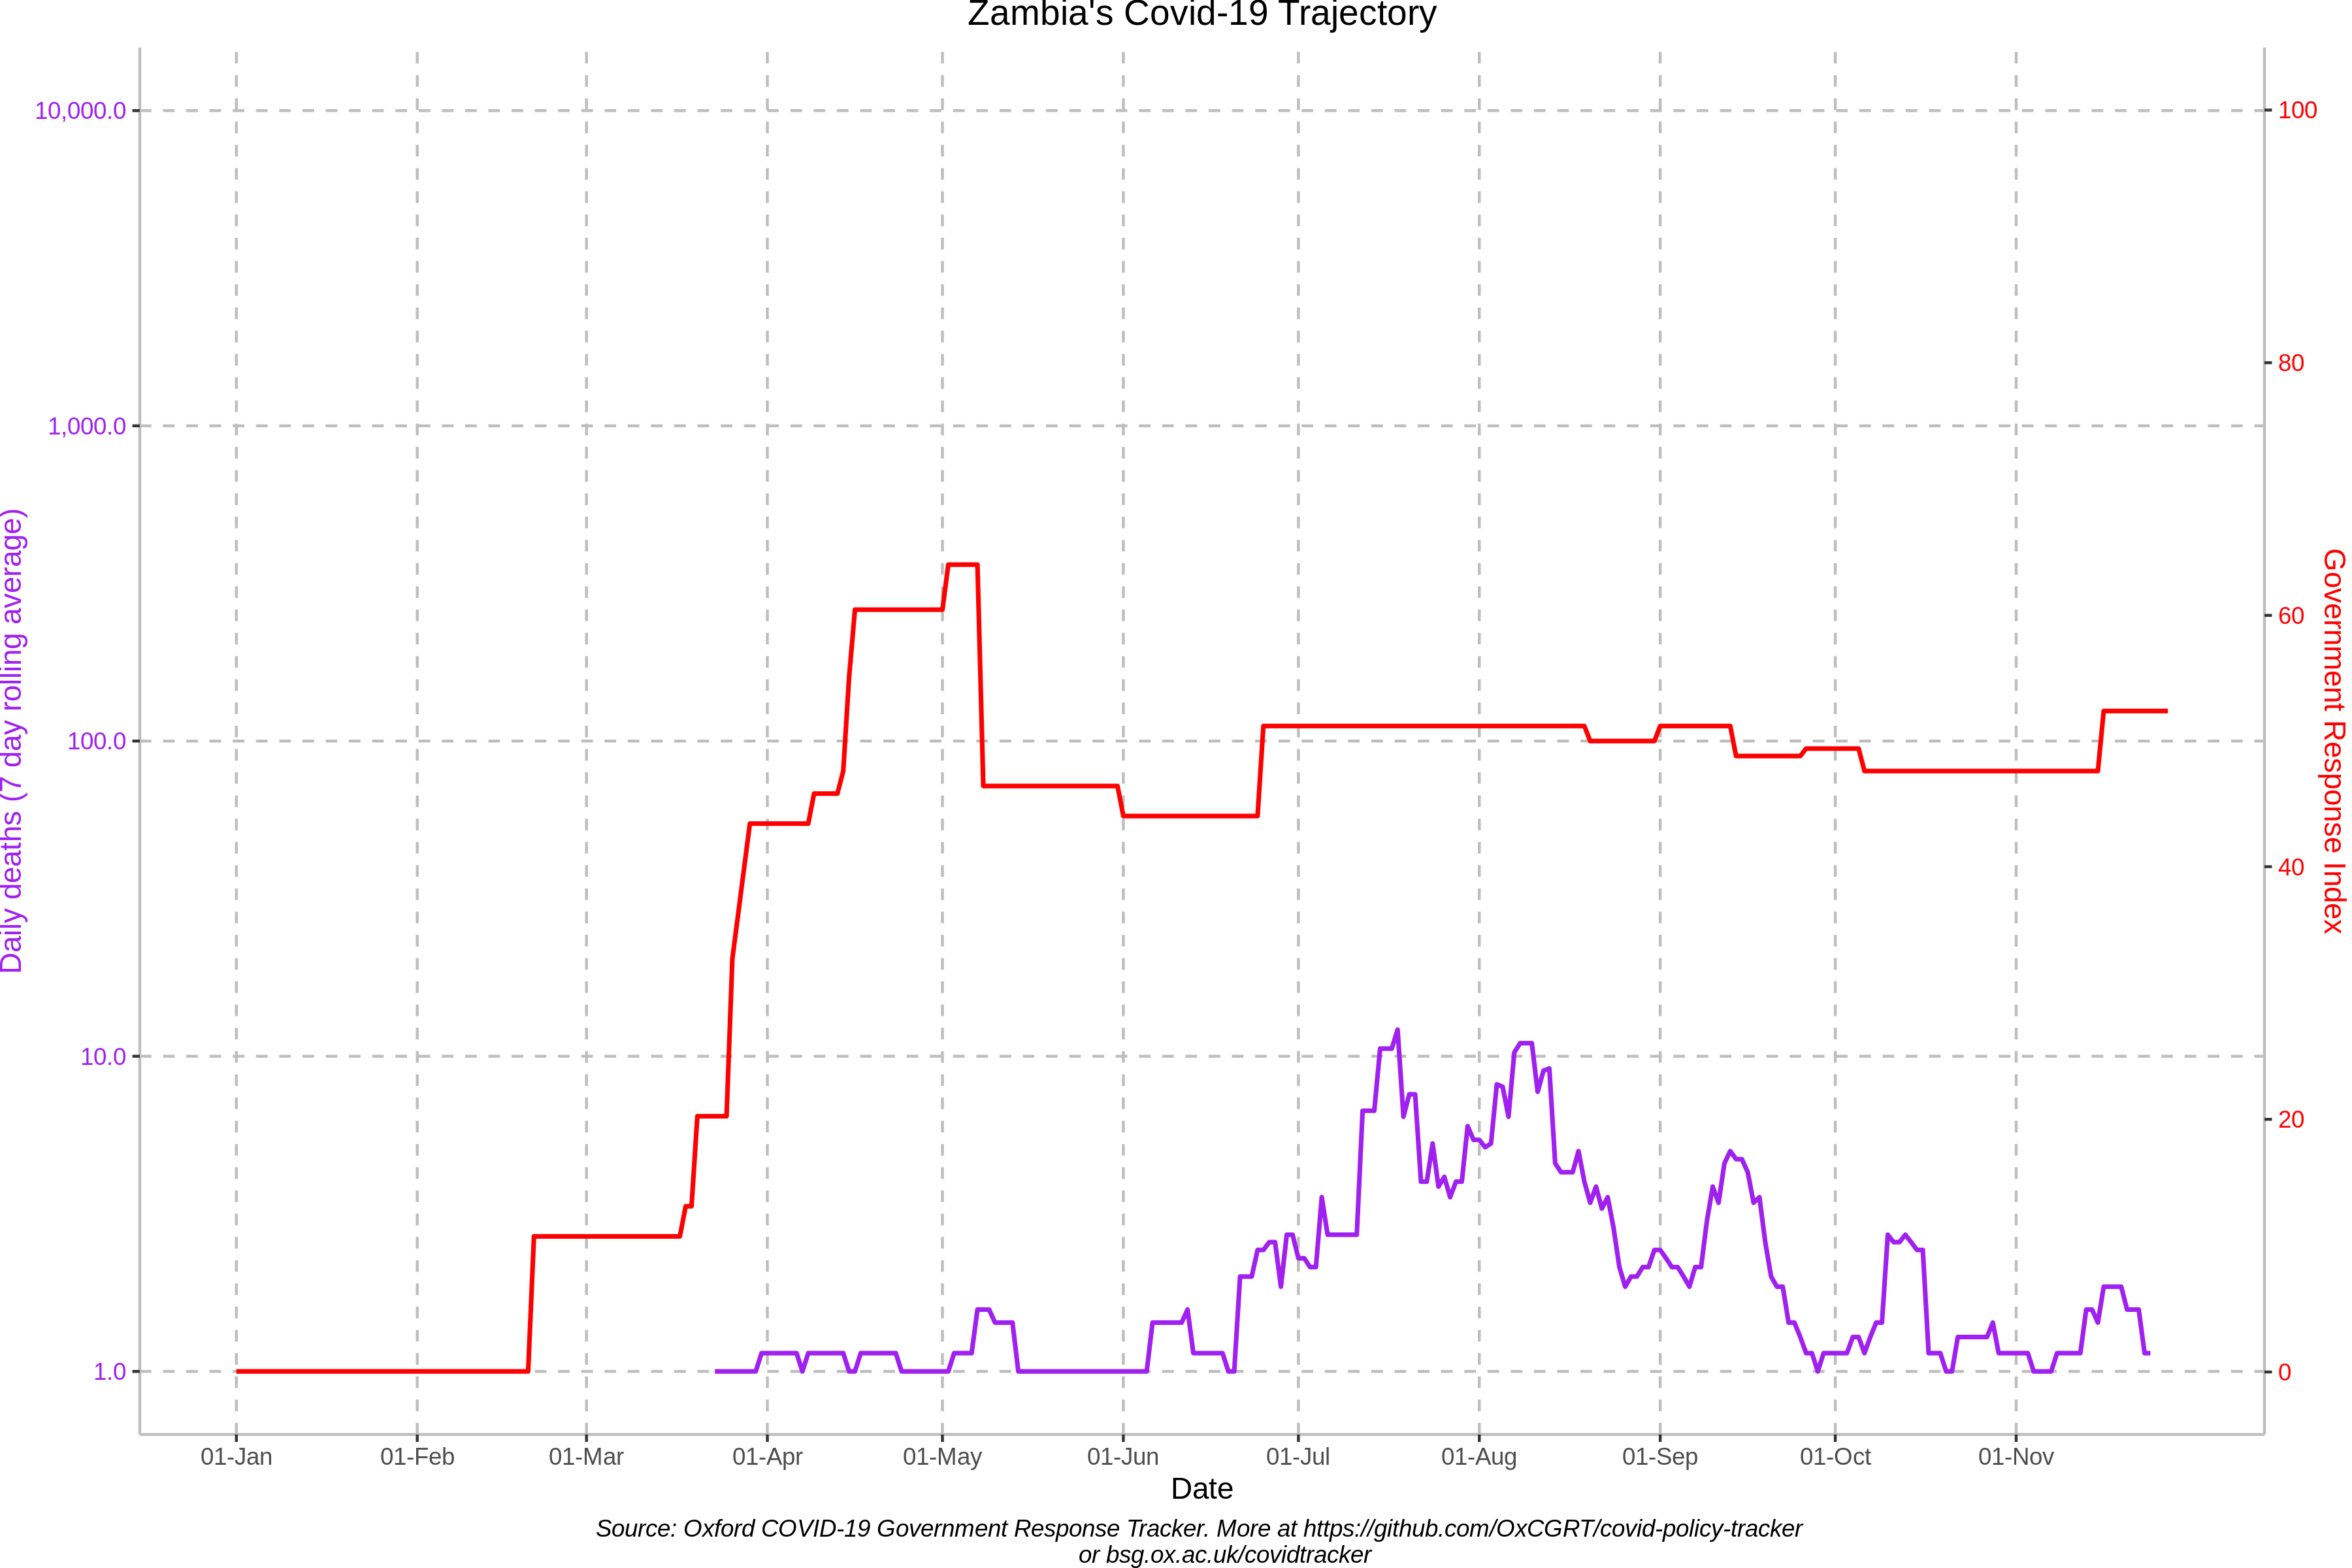 Zambia's Covid-19 Trajectory
Daily deaths (7 day rolling average)
10,000.0
1,000.0
100.0
10.0
1.0
100
80
60
40
20
0
Government Response Index
01-Jan
01-Feb
01-Mar
01-Apr
01-May
01-Jun
01-Jul
01-Aug
01-Sep
01-Oct
01-Nov
Date
Source: Oxford COVID-19 Government Response Tracker. More at https://github.com/OxCGRT/covid-policy-tracker
or bsg.ox.ac.uk/covidtracker